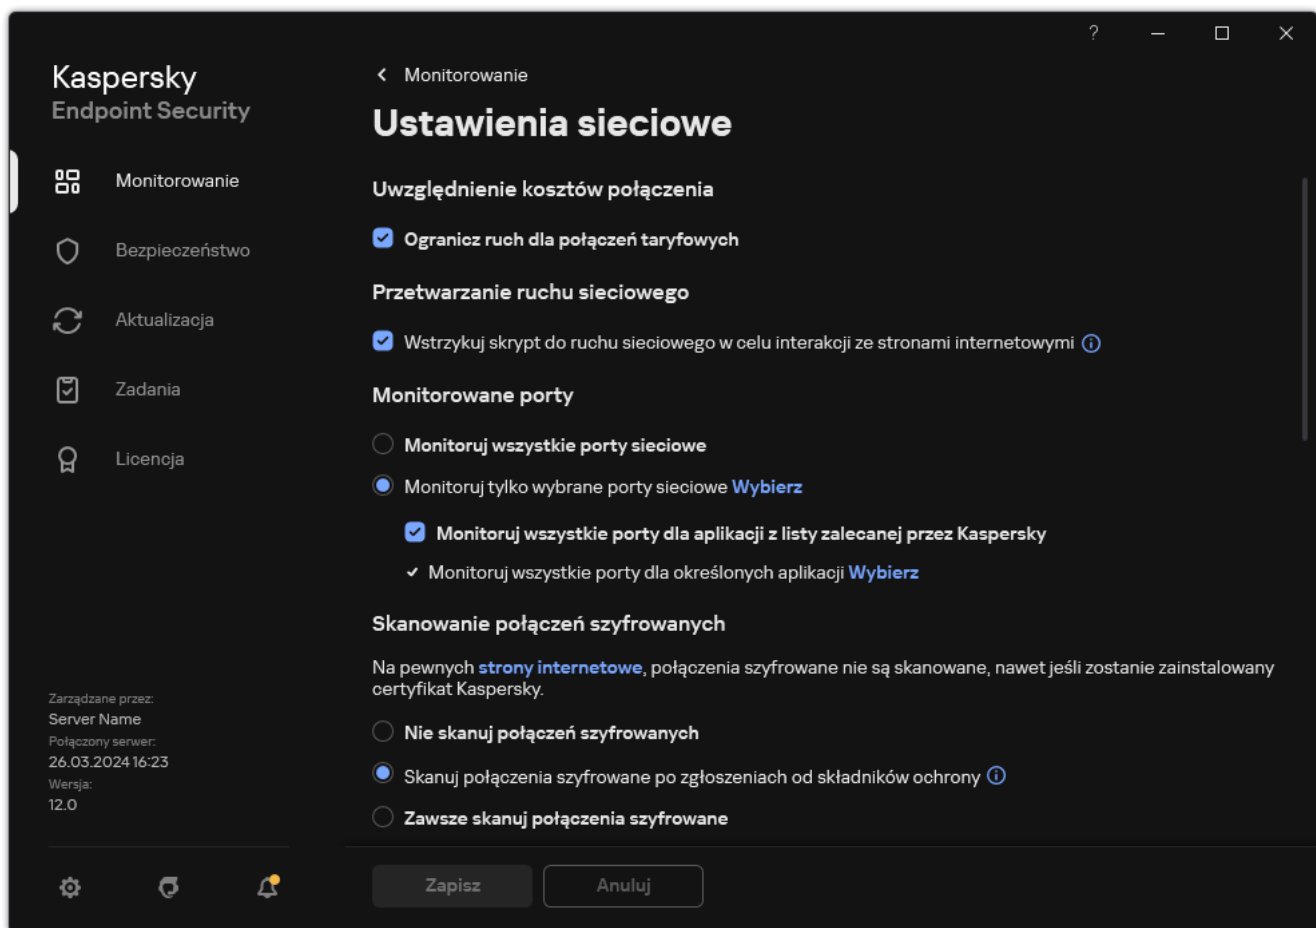 ?
Kaspersky
Endpoint Security
Monitorowanie
Bezpieczeństwo
Aktualizacja
Zadania
Licencja
Zarządzane przez:
Server Name
Połączony serwer:
26.03.2024 16:23
Wersja:
12.0
Monitorowanie
Ustawienia sieciowe
Uwzględnienie kosztów połączenia
Ogranicz ruch dla połączeń taryfowych
Przetwarzanie ruchu sieciowego
Wstrzykuj skrypt do ruchu sieciowego w celu interakcji ze stronami internetowymi
Monitorowane porty
Monitoruj wszystkie porty sieciowe
Monitoruj tylko wybrane porty sieciowe Wybierz
Monitoruj wszystkie porty dla aplikacji z listy zalecanej przez Kaspersky
Monitoruj wszystkie porty dla określonych aplikacji Wybierz
Skanowanie połączeń szyfrowanych
Na pewnych strony internetowe, połączenia szyfrowane nie są skanowane, nawet jeśli zostanie zainstalowany
certyfikat Kaspersky.
Nie skanuj połączeń szyfrowanych
Skanuj połączenia szyfrowane po zgłoszeniach od składników ochrony
Zawsze skanuj połączenia szyfrowane
Zapisz
Anuluj